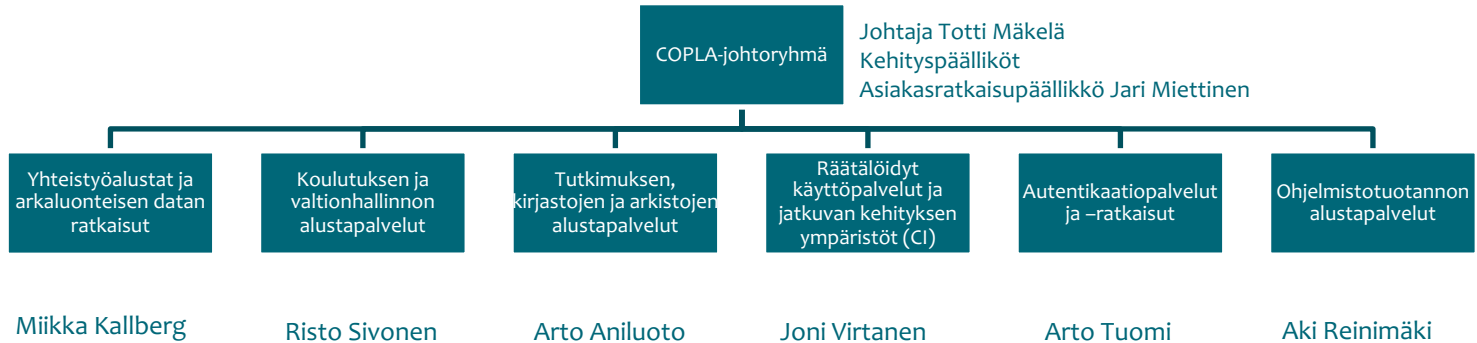 COPLA-johtoryhmä
Johtaja Totti Mäkelä
Kehityspäälliköt
Asiakasratkaisupäällikkö Jari Miettinen
Yhteistyöalustat ja
arkaluonteisen datan
ratkaisut
Koulutuksen ja
valtionhallinnon
alustapalvelut
Tutkimuksen,
kirjastojen ja arkistojen
alustapalvelut
Räätälöidyt
käyttöpalvelut ja
jatkuvan kehityksen
ympäristöt (CI)
Autentikaatiopalvelut
ja –ratkaisut
Ohjelmistotuotannon
alustapalvelut
Miikka Kallberg
Risto Sivonen
Arto Aniluoto
Joni Virtanen
Arto Tuomi
Aki Reinimäki